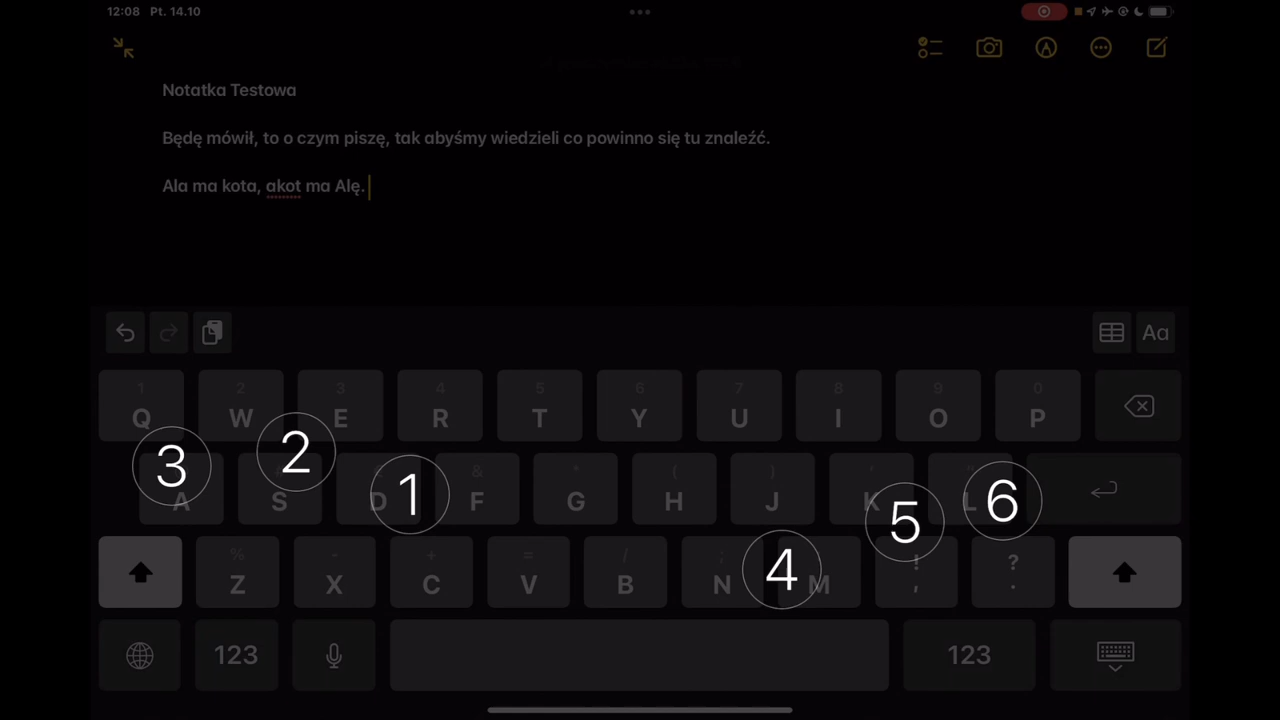 12:08 Pt. 14.10
Notatka Testowa
Będę mówił, to o czym piszę, tak abyśmy wiedzieli co powinno się tu znaleźć.
Ala ma kota, akot ma Alę.
Aa
1 2 3 4 5 6 7 8 9 0
Q W E R T Y U I O P
3 2 1 5 6
& * ( ) ' "
A S D F G H J K L
4
% - + = / ; ! ?
Z X C V B N M , .
123 123